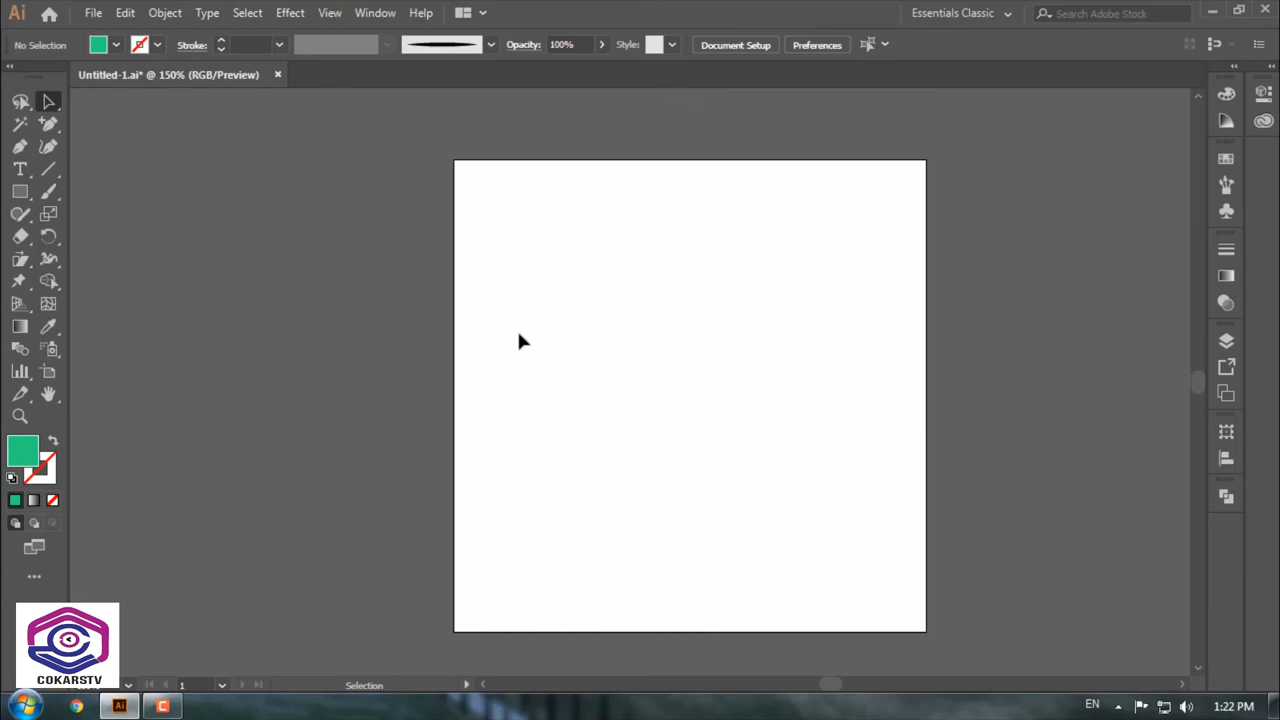 Ai File Edit Object Type Select Effect View Window Help Essentials Classic Search Adobe Stock
No Selection Stroke: Opacity: 100% Style: Document Setup Preferences
Untitled-1.ai* @ 150% (RGB/Preview)
T
COKARSTV
1 Selection
Ai C EN 1:22 PM